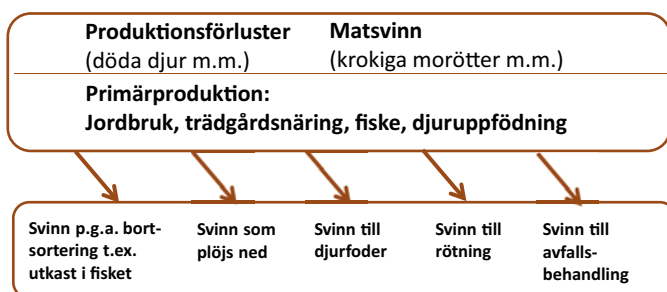 Produktionsförluster Matsvinn
(döda djur m.m.) (krokiga morötter m.m.)
Primärproduktion:
Jordbruk, trädgårdsnäring, fiske, djuruppfödning
Svinn p.g.a. bort-
sortering t.ex.
utkast i fisket
Svinn som
plöjs ned
Svinn till
djurfoder
Svinn till
rötning
Svinn till
avfalls-
behandling